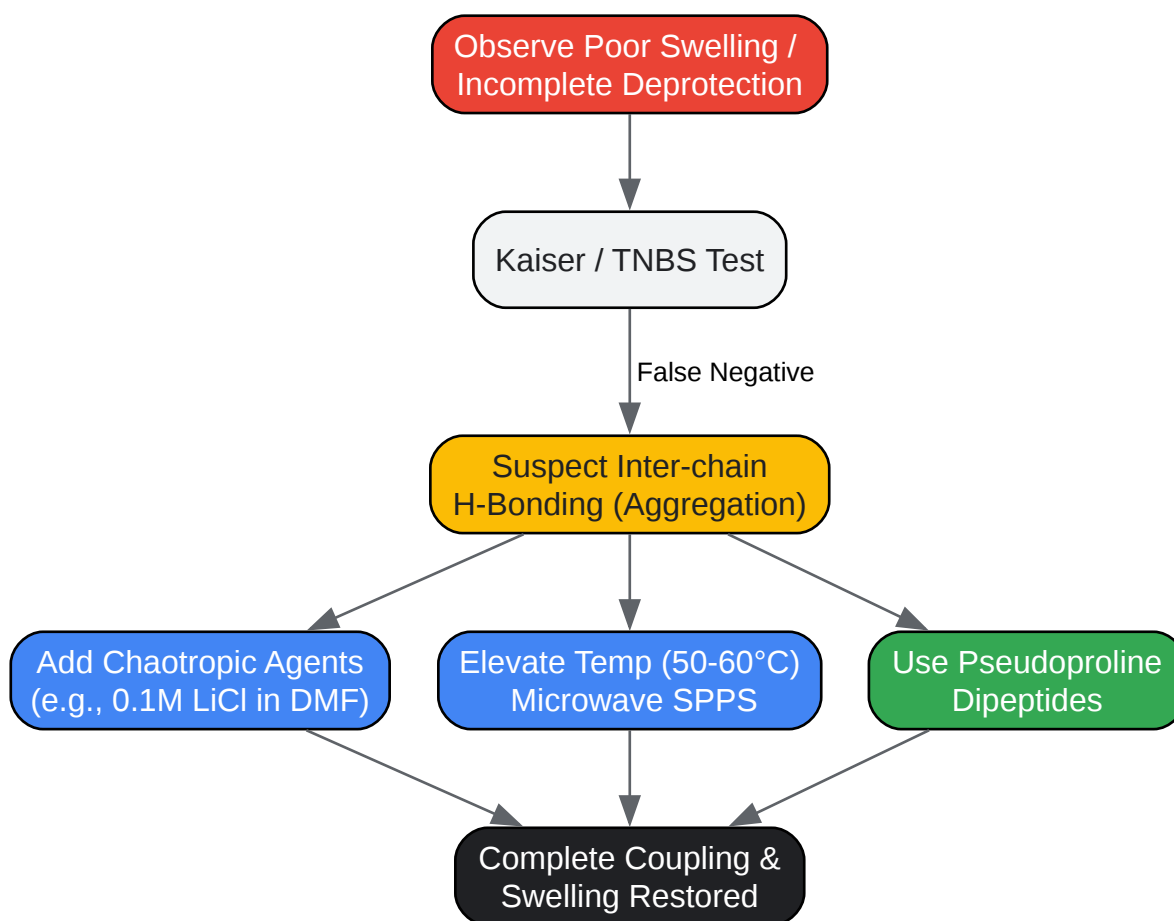 Observe Poor Swelling /
Incomplete Deprotection
Kaiser / TNBS Test
False Negative
Suspect Inter-chain
H-Bonding (Aggregation)
Add Chaotropic Agents
(e.g., 0.1M LiCl in DMF)
Elevate Temp (50-60°C)
Microwave SPPS
Use Pseudoproline
Dipeptides
Complete Coupling &
Swelling Restored